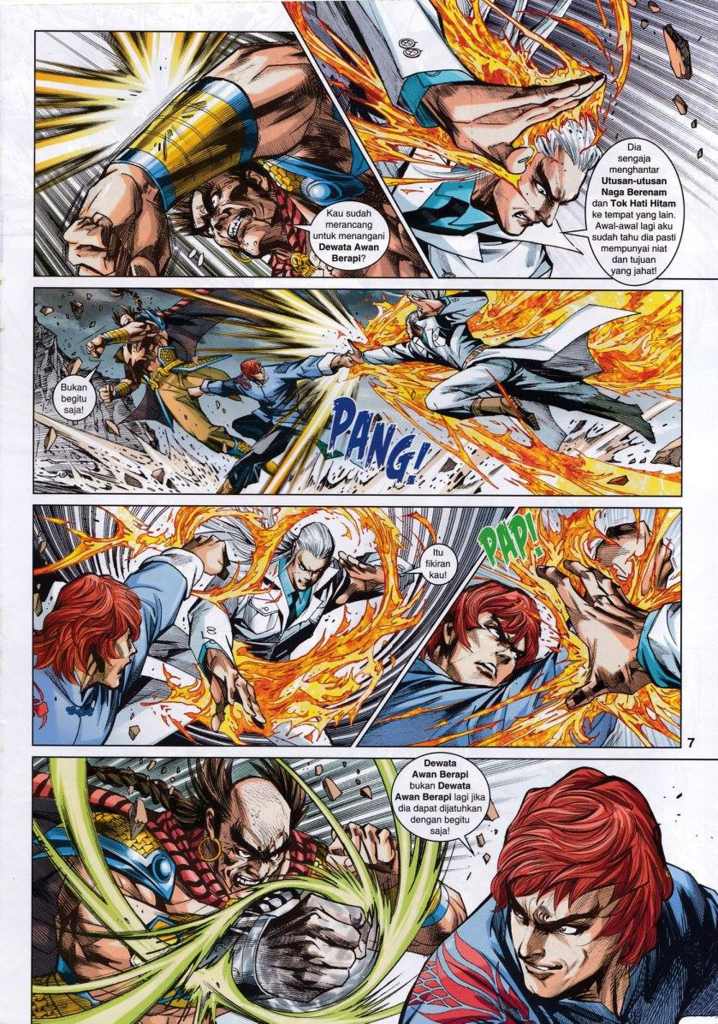 Kau sudah
merancang
untuk menangani
Dewata Awan
Berapi?
Dia
sengaja
menghantar
Utusan-utusan
Naga Berenam
dan Tok Hati Hitam
ke tempat yang lain.
Awal-awal lagi aku
sudah tahu dia pasti
mempunyai niat
dan tujuan
yang jahat!
Bukan
begitu
saja!
PANG!
Itu
fikiran
kau!
PAP!
7
Dewata
Awan Berapi
bukan Dewata
Awan Berapi lagi jika
dia dapat dijatuhkan
dengan begitu
saja!